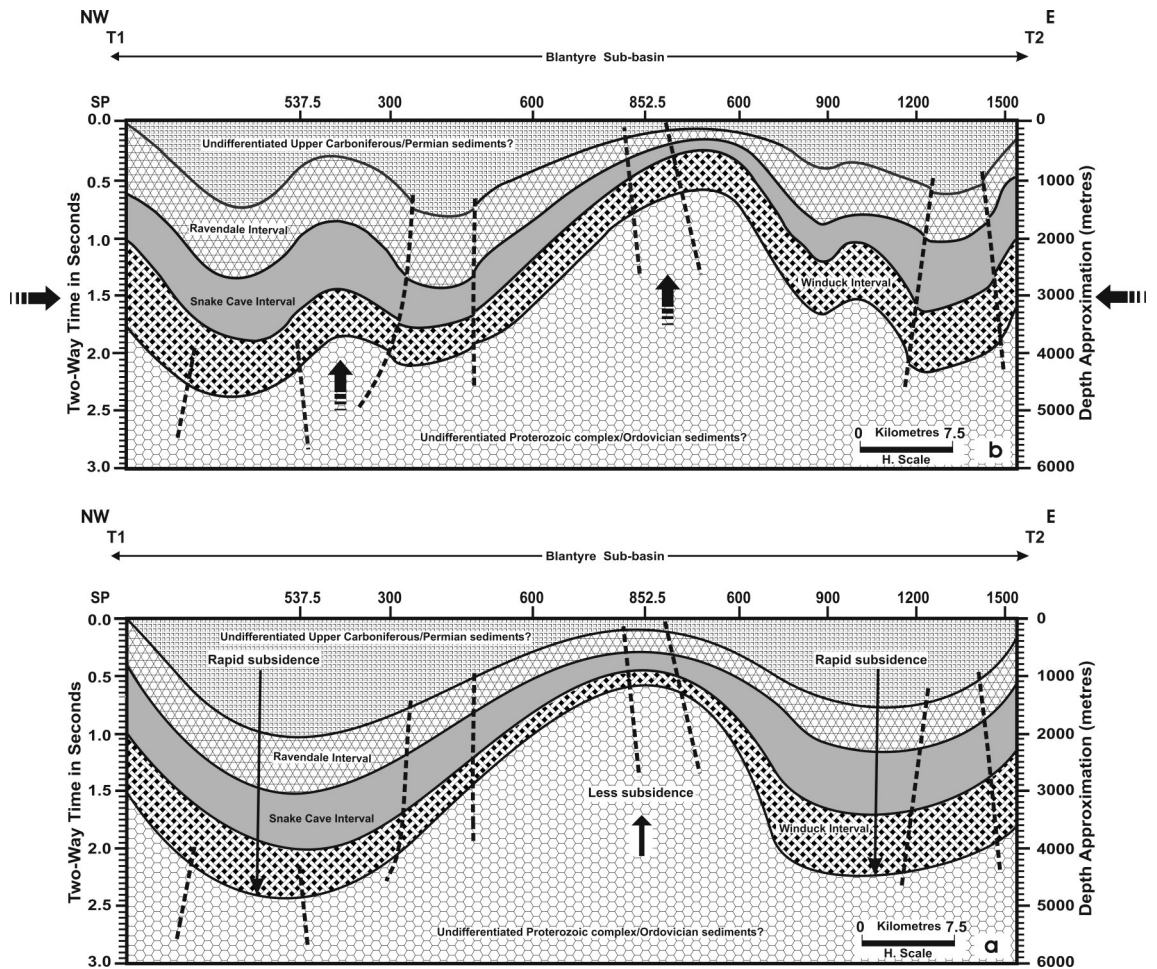 NW E
T1 T2
Blantyre Sub-basin
SP 537.5 300 600 852.5 600 900 1200 1500
0.0 0
Undifferentiated Upper Carboniferous/Permian sediments?
0.5 1000
Ravendale Interval
1.0 2000
Winduck Interval
Snake Cave Interval
1.5 3000
2.0 4000
2.5 5000
Undifferentiated Proterozoic complex/Ordovician sediments?
0 Kilometres 7.5
H. Scale
b
3.0 6000
Two-Way Time in Seconds
Depth Approximation (metres)
NW E
T1 T2
Blantyre Sub-basin
SP 537.5 300 600 852.5 600 900 1200 1500
0.0 0
Undifferentiated Upper Carboniferous/Permian sediments?
Rapid subsidence Rapid subsidence
0.5 1000
1.0 2000
Ravendale Interval
1.5 3000
Less subsidence
Snake Cave Interval
Winduck Interval
2.0 4000
2.5 5000
Undifferentiated Proterozoic complex/Ordovician sediments?
0 Kilometres 7.5
H. Scale
a
3.0 6000
Two-Way Time in Seconds
Depth Approximation (metres)